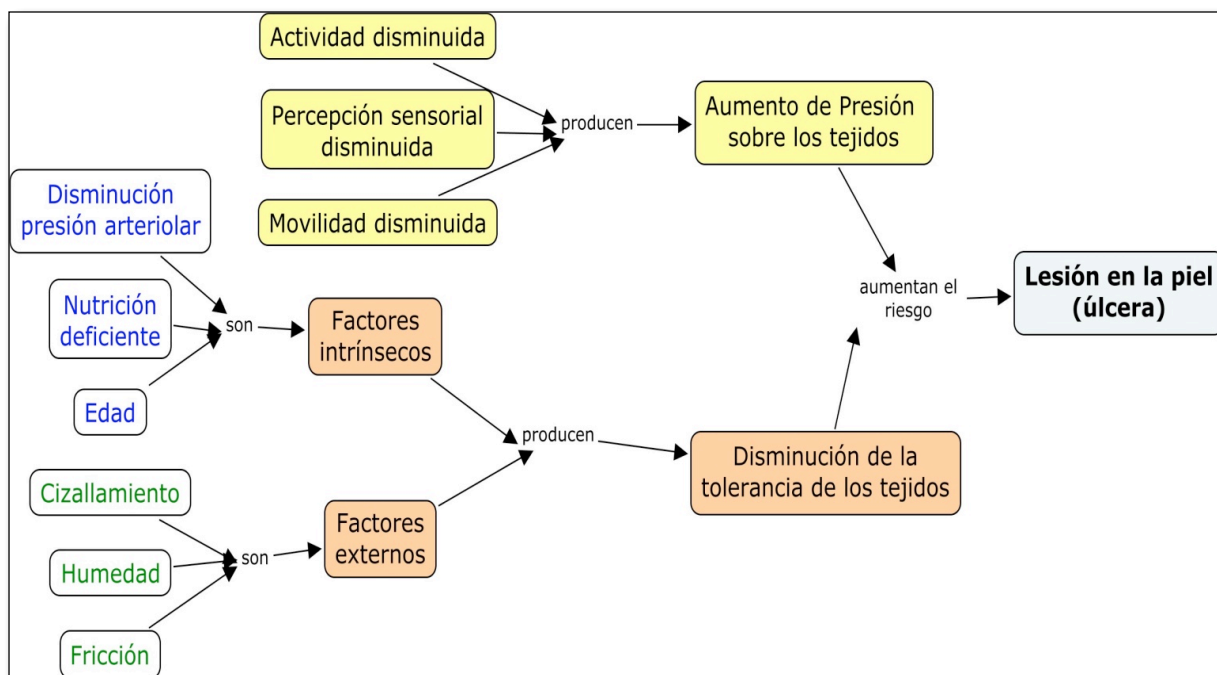 Actividad disminuida
Percepción sensorial
disminuida
Movilidad disminuida
producen
Aumento de Presión
sobre los tejidos
Disminución
presión arteriolar
Nutrición
deficiente
Edad
son
Factores
intrínsecos
Cizallamiento
Humedad
Fricción
son
Factores
externos
producen
Disminución de la
tolerancia de los tejidos
aumentan el
riesgo
Lesión en la piel
(úlcera)